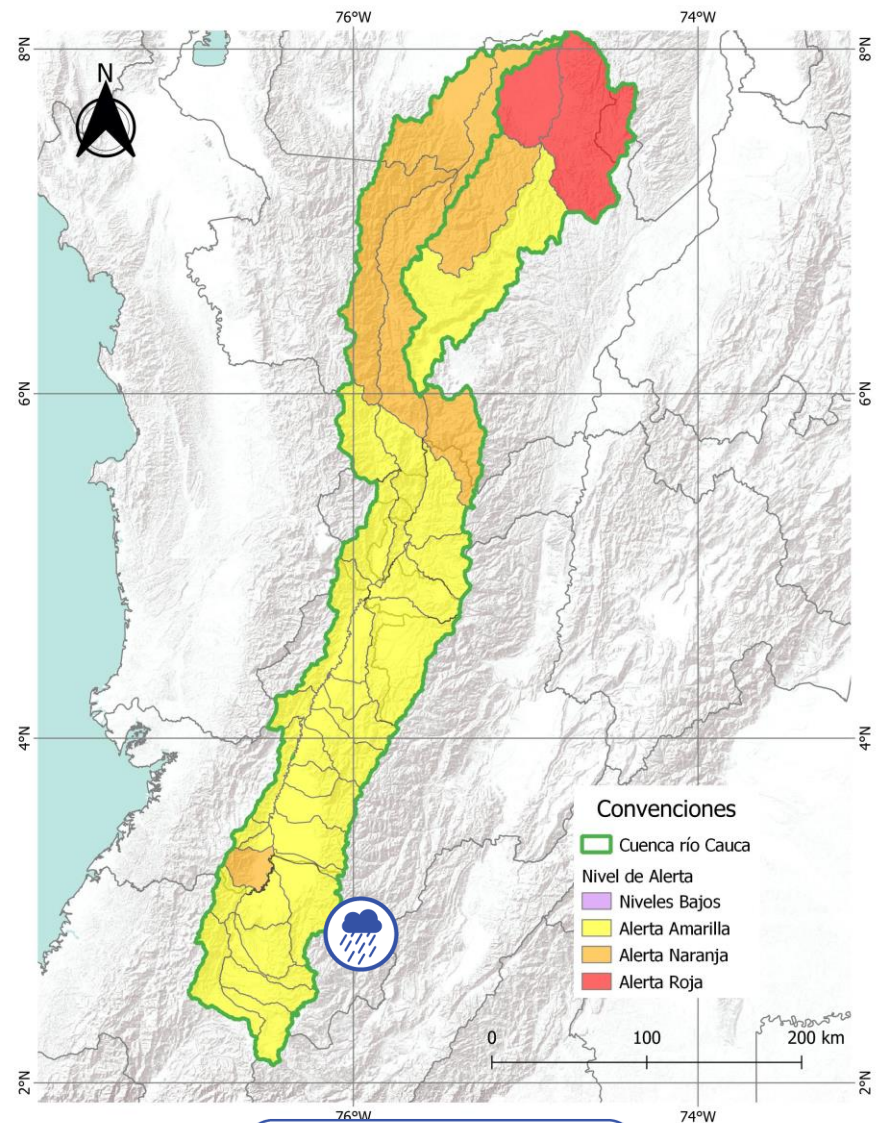 76°W 74°W
8°N 8°N
N
6°N 6°N
4°N 4°N
Convenciones
Cuenca río Cauca
Nivel de Alerta
Niveles Bajos
Alerta Amarilla
Alerta Naranja
Alerta Roja
0 100 200 km
2°N 2°N
76°W 74°W